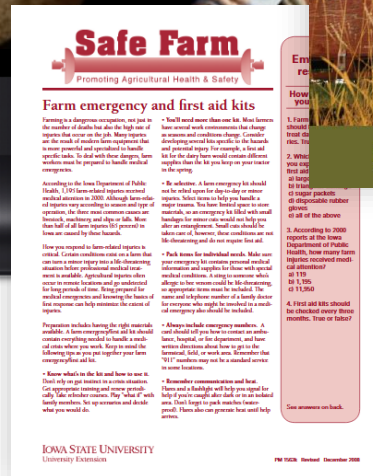 Safe Farm
Promoting Agricultural Health & Safety
Farm emergency and first aid kits
Farming is a dangerous occupation, not just in
the number of deaths but also the high rate of
injuries that occur on the job. Many injuries
are the result of modern farm equipment that
is more powerful and specialized to handle
specific tasks. To deal with these dangers, farm
workers must be prepared to handle medical
emergencies.
According to the Iowa Department of Public
Health, 1,195 farm-related injuries received
medical attention in 2000. Although farm-relat-
ed injuries vary according to season and type of
operation, the three most common causes are
livestock, machinery, and slips or falls. More
than half of all farm injuries (65 percent) in
Iowa are caused by these hazards.
How you respond to farm-related injuries is
critical. Certain conditions exist on a farm that
can turn a minor injury into a life-threatening
situation before professional medical treat-
ment is available. Agricultural injuries often
occur in remote locations and go undetected
for long periods of time. Being prepared for
medical emergencies and knowing the basics of
first response can help minimize the extent of
injuries.
Preparation includes having the right materials
available. A farm emergency/first aid kit should
contain everything needed to handle a medi-
cal crisis where you work. Keep in mind the
following tips as you put together your farm
emergency/first aid kit.
• Know what's in the kit and how to use it.
Don't rely on gut instinct in a crisis situation.
Get appropriate training and renew periodi-
cally. Take refresher courses. Play "what if" with
family members. Set up scenarios and decide
what you would do.
• You'll need more than one kit. Most farmers
have several work environments that change
as seasons and conditions change. Consider
developing several kits specific to the hazards
and potential injury. For example, a first aid
kit for the dairy barn would contain different
supplies than the kit you keep on your tractor
in the spring.
• Be selective. A farm emergency kit should
not be relied upon for day-to-day or minor
injuries. Select items to help you handle a
major trauma. You have limited space to store
materials, so an emergency kit filled with small
bandages for minor cuts would not help you
after an entanglement. Small cuts should be
taken care of, however, these conditions are not
life-threatening and do not require first aid.
• Pack items for individual needs. Make sure
your emergency kit contains personal medical
information and supplies for those with special
medical conditions. A sting to someone who's
allergic to bee venom could be life-threatening,
so appropriate items must be included. The
name and telephone number of a family doctor
for everyone who might be involved in a medi-
cal emergency also should be included.
• Always include emergency numbers. A
card should tell you how to contact an ambu-
lance, hospital, or fire department, and have
written directions about how to get to the
farmstead, field, or work area. Remember that
"911" numbers may not be a standard service
in some locations.
• Remember communication and heat.
Flares and a flashlight will help you signal for
help if you're caught after dark or in an isolated
area. Don't forget to pack matches (water-
proof). Flares also can generate heat until help
arrives.
Em
re
How
you
1. Farm
should
treat da
ries. Tru
2. Whic
you exp
first aid
a) larg
b) trian
c) sugar packets
d) disposable rubber
gloves
e) all of the above
3. According to 2000
reports at the Iowa
Department of Public
Health, how many farm
injuries received medi-
cal attention?
a) 119
b) 1,195
c) 11,950
4. First aid kits should
be checked every three
months. True or false?
See answers on back.
IOWA STATE UNIVERSITY
University Extension
PM 1563k Revised December 2008